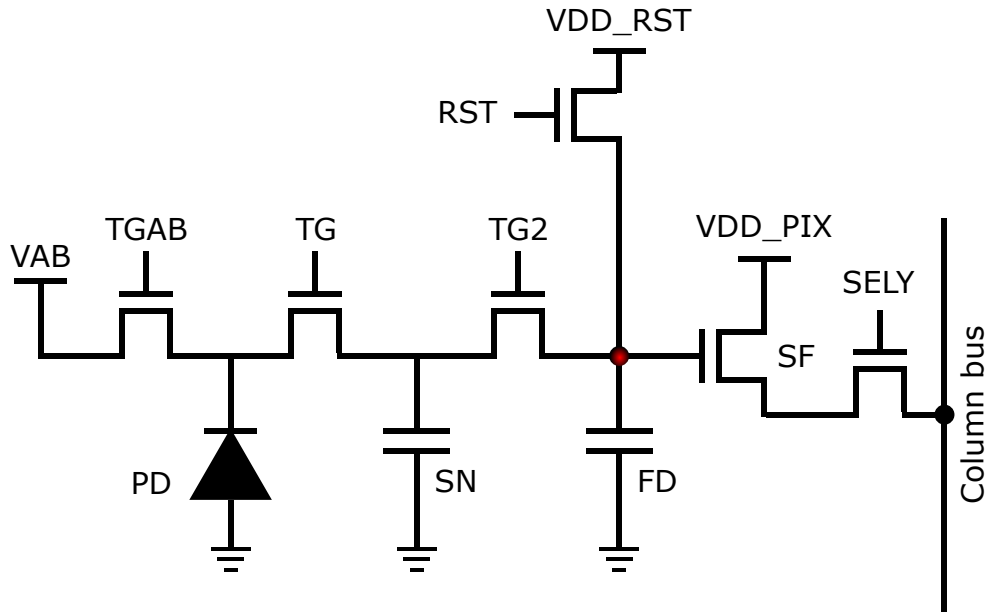 VDD_RST
RST
TGAB
TG
TG2
VDD_PIX
VAB
SELY
SF
PD
SN
FD
Column bus